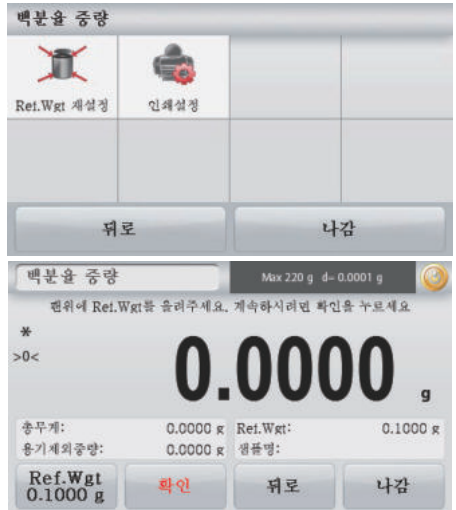 백분율 중량
Ref.Wgt 재설정
인쇄설정
뒤로
나감
백분율 중량
Max 220 g d= 0.0001 g
팬위에 Ref.Wgt를 올려주세요. 계속하시려면 확인을 누르세요
*
>0<
0.0000 g
총무게: 0.0000 g Ref.Wgt: 0.1000 g
용기제외중량: 0.0000 g 샘플명:
Ref.Wgt
0.1000 g
확인
뒤로
나감